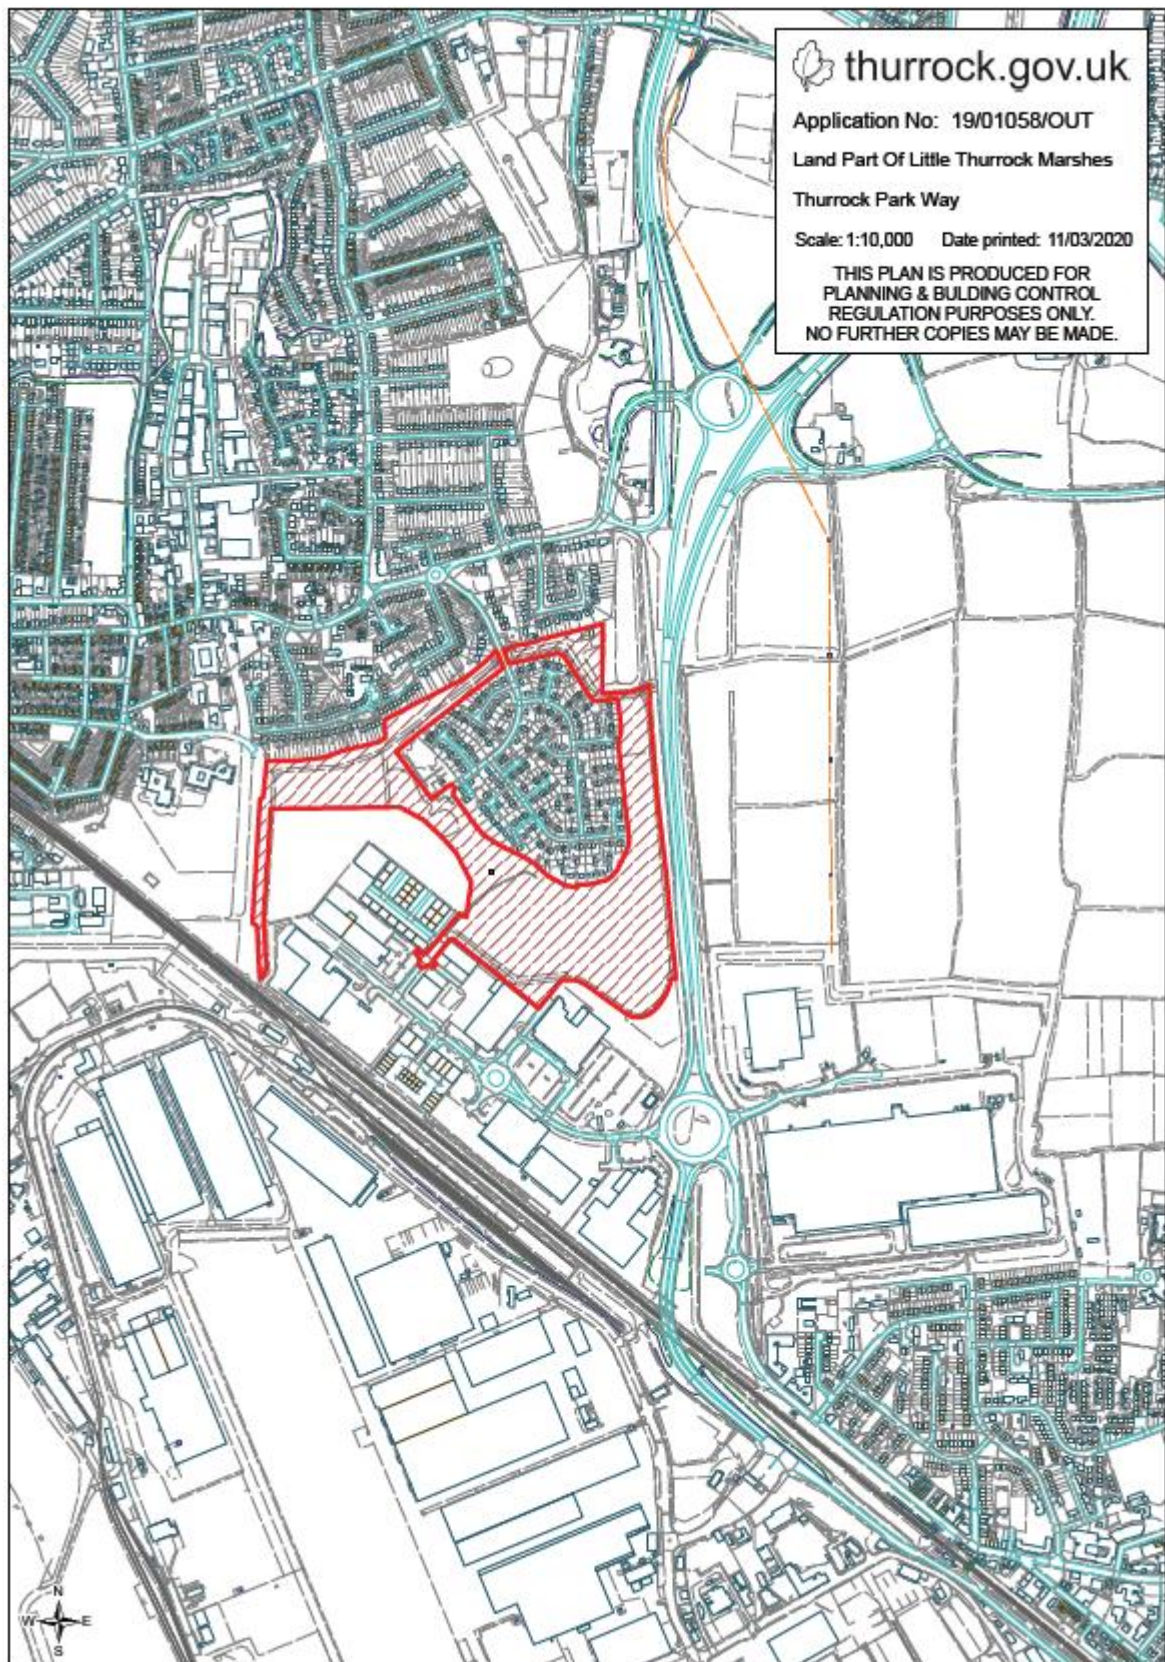 thurrock.gov.uk
Application No: 19/01058/OUT
Land Part Of Little Thurrock Marshes
Thurrock Park Way
Scale: 1:10,000 Date printed: 11/03/2020
THIS PLAN IS PRODUCED FOR
PLANNING & BULDING CONTROL
REGULATION PURPOSES ONLY.
NO FURTHER COPIES MAY BE MADE.
N
W E
S